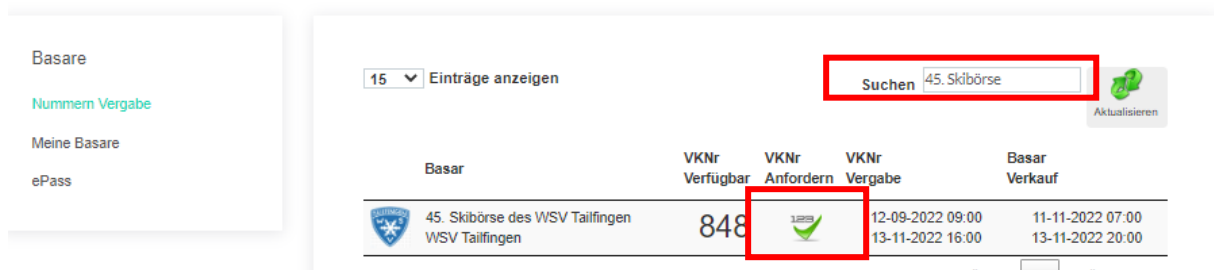 Basare
Nummern Vergabe
Meine Basare
ePass
15 Einträge anzeigen
Suchen 45. Skibörse
Aktualisieren
Basar
VKNr Verfügbar
VKNr Anfordern
VKNr Vergabe
Basar Verkauf
TAILFINGEN
45. Skibörse des WSV Tailfingen
WSV Tailfingen
848
123
12-09-2022 09:00
13-11-2022 16:00
11-11-2022 07:00
13-11-2022 20:00